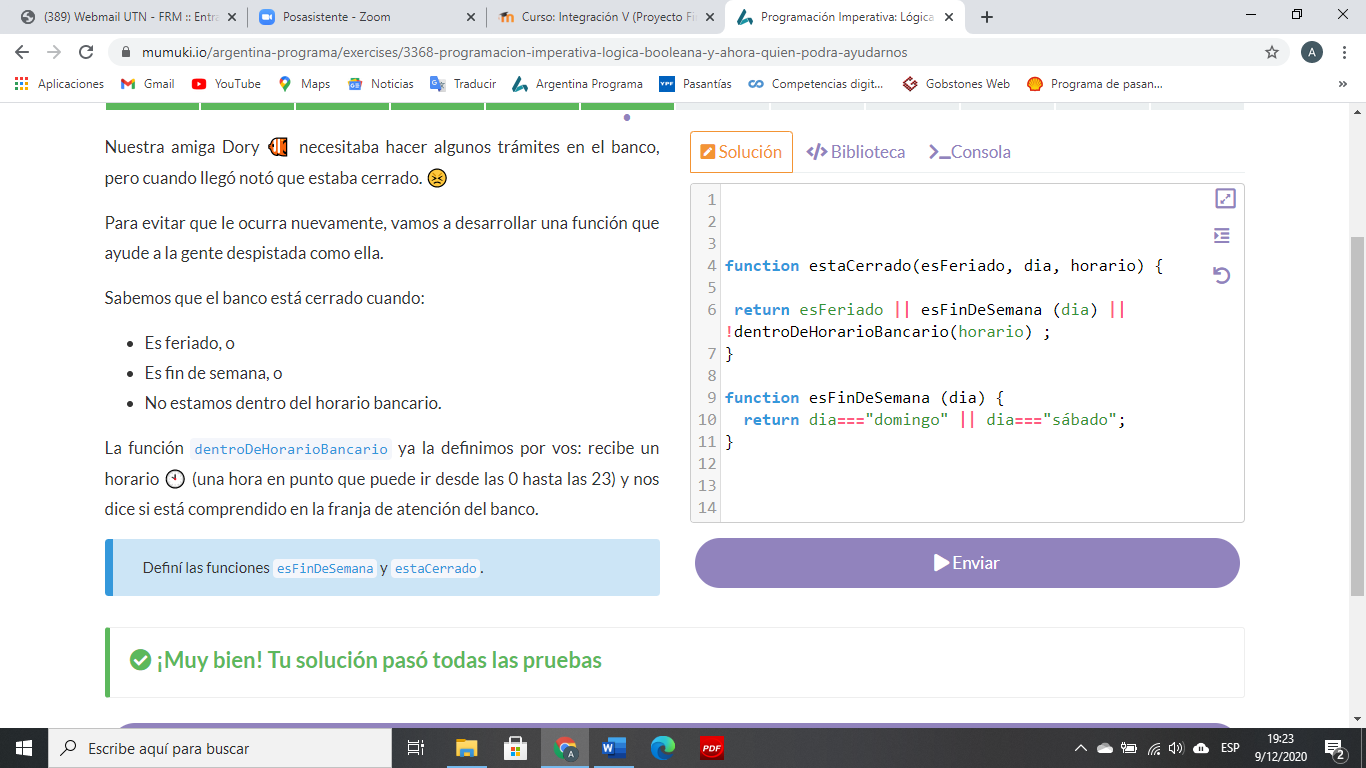 (389) Webmail UTN - FRM :: Entra
Posasistente - Zoom
Curso: Integración V (Proyecto Fi
Programación Imperativa: Lógica
mumuki.io/argentina-programa/exercises/3368-programacion-imperativa-logica-booleana-y-ahora-quien-podra-ayudarnos
A
Aplicaciones
Gmail
YouTube
Maps
Noticias
Traducir
Argentina Programa
YPF
Pasantías
Competencias digit...
Gobstones Web
Programa de pasan...
»
Nuestra amiga Dory necesitaba hacer algunos trámites en el banco,
pero cuando llegó notó que estaba cerrado.
Para evitar que le ocurra nuevamente, vamos a desarrollar una función que
ayude a la gente despistada como ella.
Sabemos que el banco está cerrado cuando:
• Es feriado, o
• Es fin de semana, o
• No estamos dentro del horario bancario.
La función dentroDeHorarioBancario ya la definimos por vos: recibe un
horario (una hora en punto que puede ir desde las 0 hasta las 23) y nos
dice si está comprendido en la franja de atención del banco.
Definí las funciones esFinDeSemana y estaCerrado.
Solución
</> Biblioteca
>_Consola
1
2
3
4 function estaCerrado(esFeriado, dia, horario) {
5
6 return esFeriado || esFinDeSemana (dia) ||
!dentroDeHorarioBancario(horario) ;
7 }
8
9 function esFinDeSemana (dia) {
10 return dia==="domingo" || dia==="sábado";
11 }
12
13
14
Enviar
¡Muy bien! Tu solución pasó todas las pruebas
Escribe aquí para buscar
A
W
PDF
ESP
19:23
9/12/2020
2